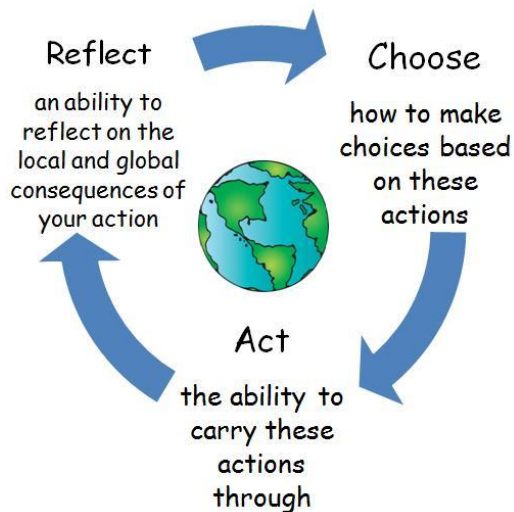 Reflect
an ability to
reflect on the
local and global
consequences of
your action
Choose
how to make
choices based
on these
actions
Act
the ability to
carry these
actions
through